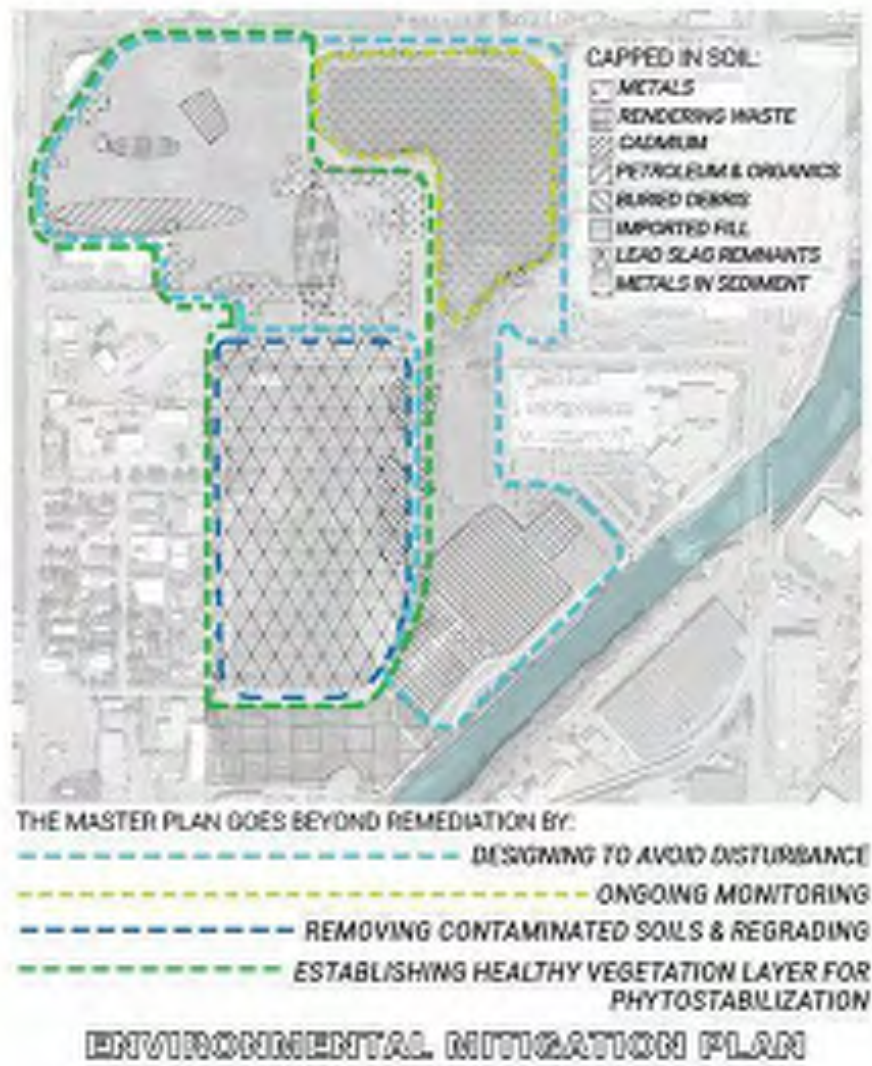 CAPPED IN SOIL:
METALS
RENDERING WASTE
CADMIUM
PETROLEUM & ORGANICS
BURIED DEBRIS
IMPORTED FILL
LEAD SLAG REMNANTS
METALS IN SEDIMENT
THE MASTER PLAN GOES BEYOND REMEDIATION BY:
DESIGNING TO AVOID DISTURBANCE
ONGOING MONITORING
REMOVING CONTAMINATED SOILS & REGRADING
ESTABLISHING HEALTHY VEGETATION LAYER FOR
PHYTOSTABILIZATION
ENVIRONMENTAL MITIGATION PLAN